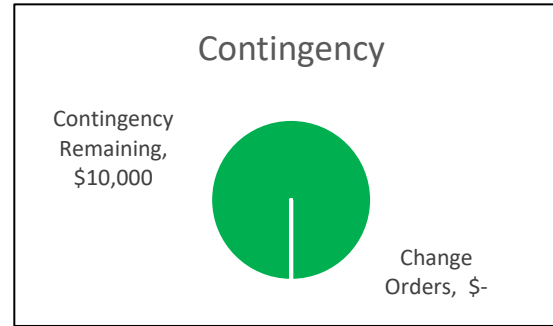 Contingency
Contingency
Remaining,
$10,000
Change
Orders, $-